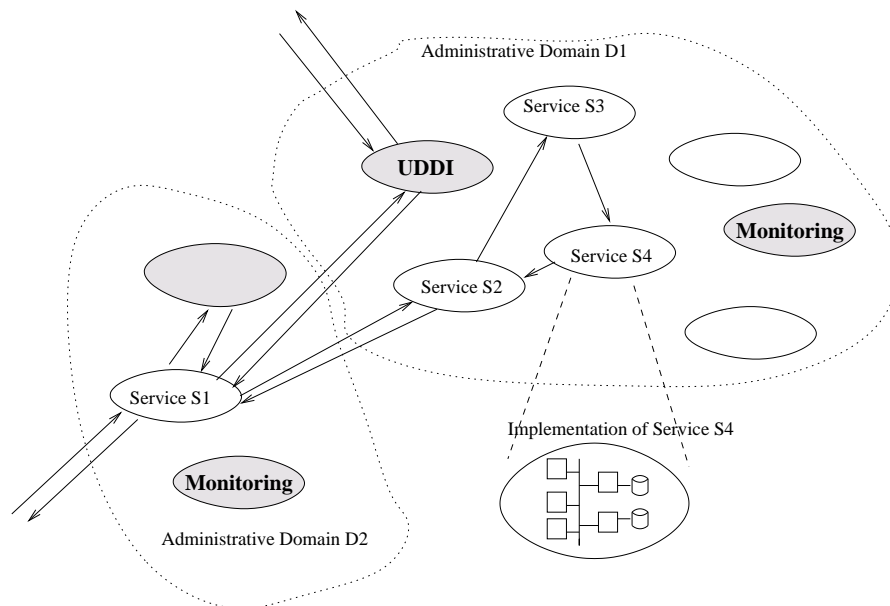 Administrative Domain D1
Service S3
UDDI
Monitoring
Service S4
Service S2
Service S1
Implementation of Service S4
Monitoring
Administrative Domain D2